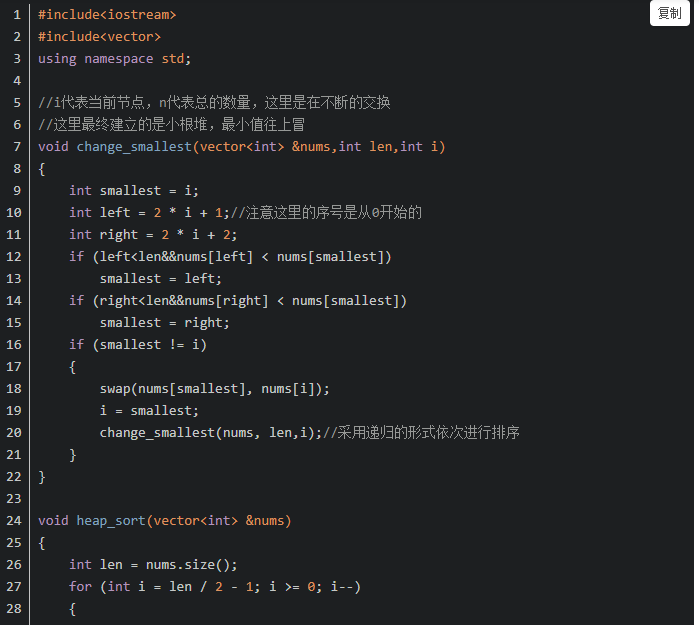 复制
1 #include<iostream>
2 #include<vector>
3 using namespace std;
4
5 //i代表当前节点，n代表总的数量，这里是在不断的交换
6 //这里最终建立的是小根堆，最小值往上冒
7 void change_smallest(vector<int> &nums,int len,int i)
8 {
9     int smallest = i;
10     int left = 2 * i + 1;//注意这里的序号是从0开始的
11     int right = 2 * i + 2;
12     if (left<len&&nums[left] < nums[smallest])
13         smallest = left;
14     if (right<len&&nums[right] < nums[smallest])
15         smallest = right;
16     if (smallest != i)
17     {
18         swap(nums[smallest], nums[i]);
19         i = smallest;
20         change_smallest(nums, len,i);//采用递归的形式依次进行排序
21     }
22 }
23
24 void heap_sort(vector<int> &nums)
25 {
26     int len = nums.size();
27     for (int i = len / 2 - 1; i >= 0; i--)
28     {